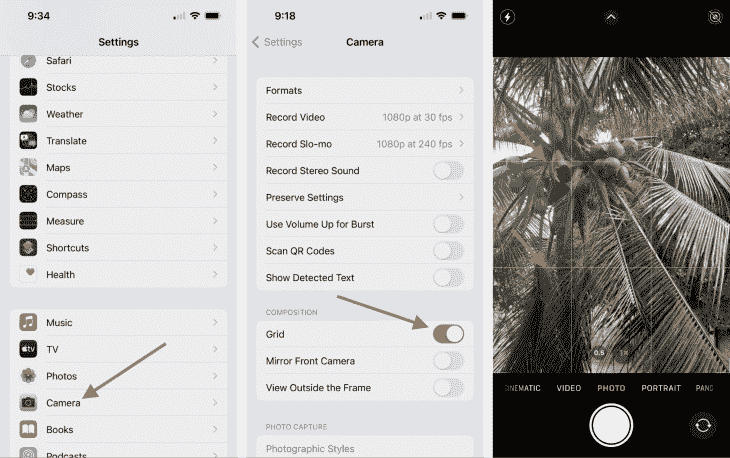 9:34
Settings
Safari
Stocks
Weather
Translate
Maps
Compass
Measure
Shortcuts
Health
Music
tv
TV
Photos
Camera
Books
Podcasts
9:18
Settings
Camera
Formats
Record Video 1080p at 30 fps
Record Slo-mo 1080p at 240 fps
Record Stereo Sound
Preserve Settings
Use Volume Up for Burst
Scan QR Codes
Show Detected Text
COMPOSITION
Grid
Mirror Front Camera
View Outside the Frame
PHOTO CAPTURE
Photographic Styles
0.5 1×
INEMATIC VIDEO PHOTO PORTRAIT PANO